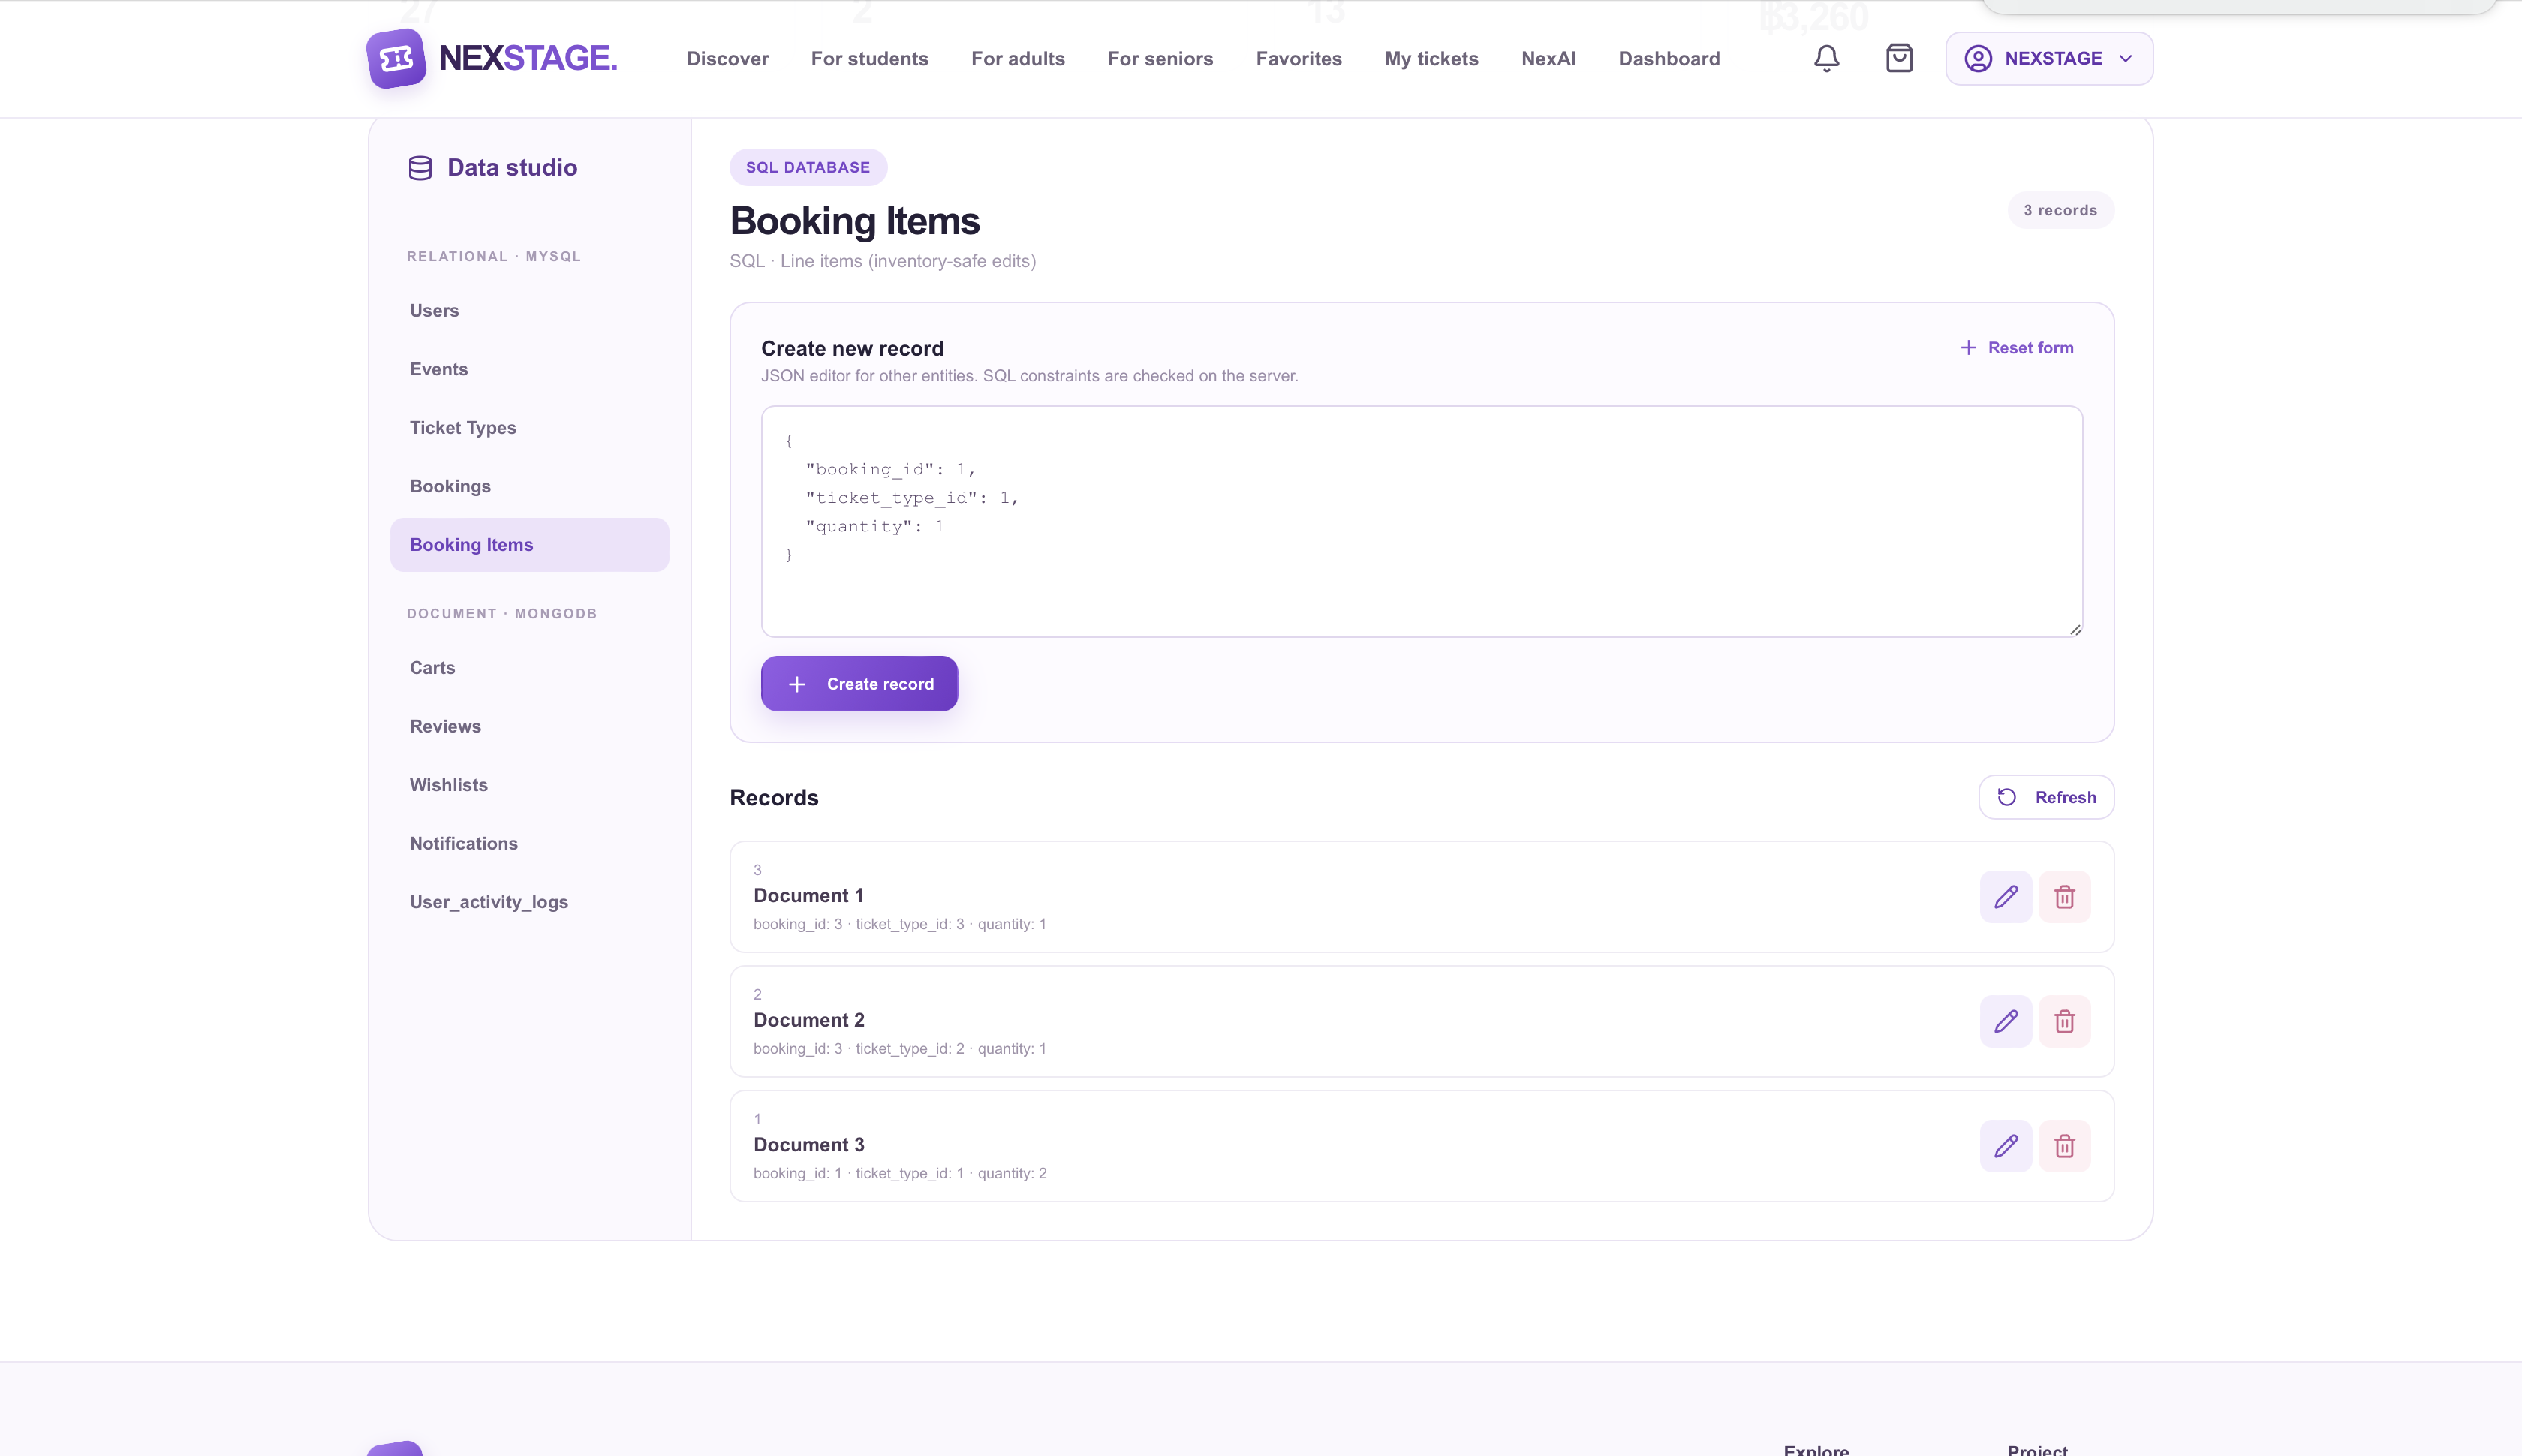 27 2 13 ฿3,260
NEXSTAGE. Discover For students For adults For seniors Favorites My tickets NexAI Dashboard NEXSTAGE
Data studio
RELATIONAL · MYSQL
Users
Events
Ticket Types
Bookings
Booking Items
DOCUMENT · MONGODB
Carts
Reviews
Wishlists
Notifications
User_activity_logs
SQL DATABASE
Booking Items
3 records
SQL · Line items (inventory-safe edits)
Create new record
Reset form
JSON editor for other entities. SQL constraints are checked on the server.
{
"booking_id": 1,
"ticket_type_id": 1,
"quantity": 1
}
Create record
Records
Refresh
3
Document 1
booking_id: 3 · ticket_type_id: 3 · quantity: 1
2
Document 2
booking_id: 3 · ticket_type_id: 2 · quantity: 1
1
Document 3
booking_id: 1 · ticket_type_id: 1 · quantity: 2
Explore Project